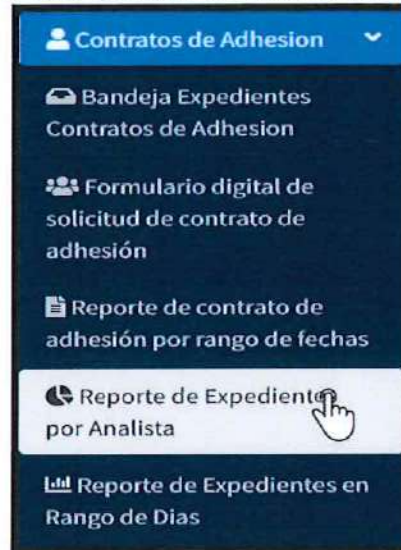 Contratos de Adhesion
Bandeja Expedientes
Contratos de Adhesion
Formulario digital de
solicitud de contrato de
adhesión
Reporte de contrato de
adhesión por rango de fechas
Reporte de Expedientes
por Analista
Reporte de Expedientes en
Rango de Dias